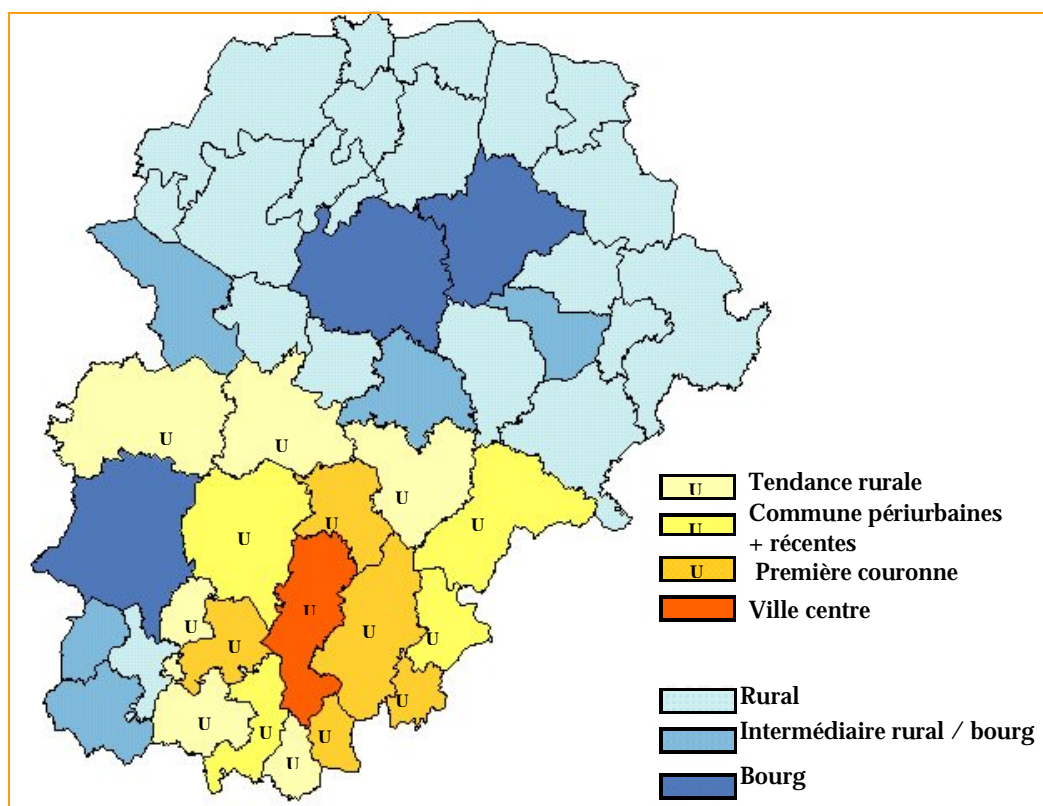 U
U
U
U Tendance rurale
U
U
U Commune périurbaines
+ récentes
U
U Première couronne
U
Ville centre
U
U
U
U
Rural
U
U
U
U
Intermédiaire rural / bourg
U
Bourg